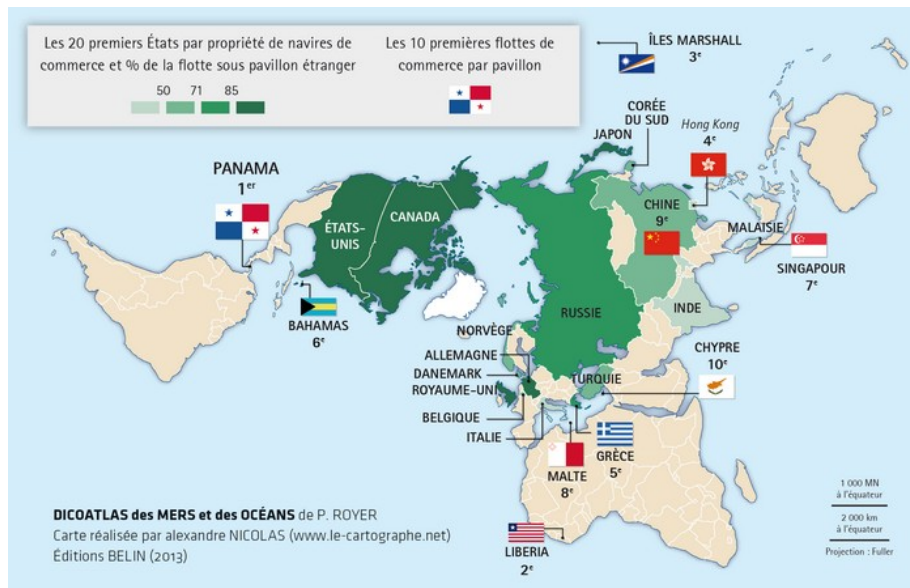 Les 20 premiers États par propriété de navires de
commerce et % de la flotte sous pavillon étranger
50 71 85
Les 10 premières flottes de
commerce par pavillon
ÎLES MARSHALL
3e
CORÉE
DU SUD
Hong Kong
4e
JAPON
PANAMA
1er
ÉTATS-
UNIS
CANADA
CHINE
9e
MALAISIE
SINGAPOUR
7e
BAHAMAS
6e
RUSSIE
INDE
NORVÈGE
ALLEMAGNE
DANEMARK
ROYAUME-UNI
BELGIQUE
ITALIE
TURQUIE
CHYPRE
10e
GRÈCE
5e
MALTE
8e
LIBERIA
2e
DICOATLAS des MERS et des OCÉANS de P. ROYER
Carte réalisée par alexandre NICOLAS (www.le-cartographe.net)
Éditions BELIN (2013)
1 000 MN
à l'équateur
2 000 km
à l'équateur
Projection : Fuller